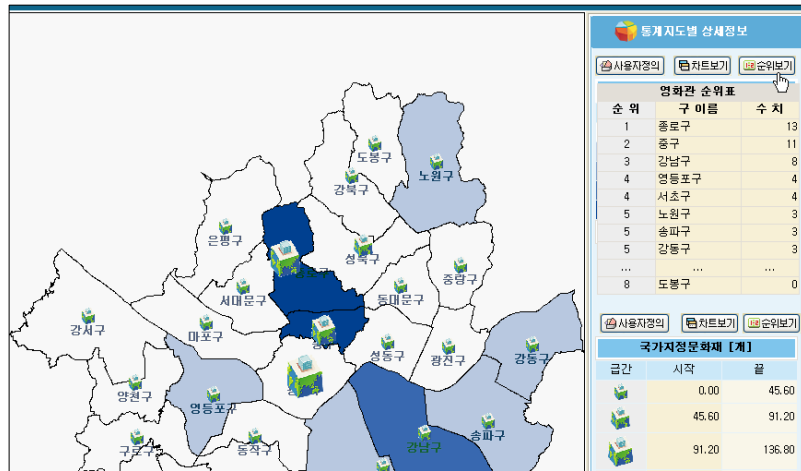 통계지도별 상세정보
사용자정의 차트보기 순위보기
영화관 순위표
순 위 구 이름 수 치
1 종로구 13
2 중구 11
3 강남구 8
4 영등포구 4
4 서초구 4
5 노원구 3
5 송파구 3
5 강동구 3
... ... ...
8 도봉구 0
사용자정의 차트보기 순위보기
국가지정문화재 [개]
급간 시작 끝
0.00 45.60
45.60 91.20
91.20 136.80
도봉구
노원구
강북구
은평구
성북구
중랑구
서대문구
동대문구
강서구
마포구
성동구
광진구
강동구
양천구
영등포구
송파구
강남구
구로구
동작구